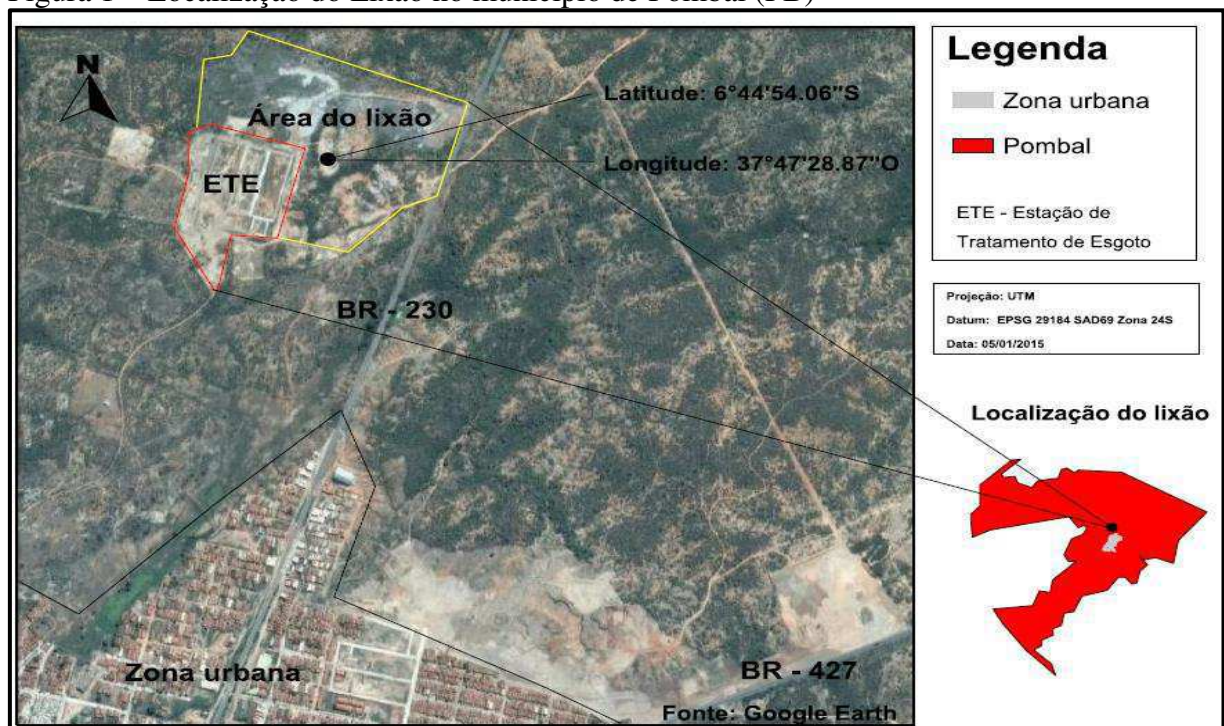 Figura 1 – Localização do Lixão no município de Pombal (PB)
N
Área do lixão
Latitude: 6°44'54.06"S
Longitude: 37°47'28.87"O
ETE
BR - 230
Zona urbana
BR - 427
Fonte: Google Earth
Legenda
Zona urbana
Pombal
ETE - Estação de
Tratamento de Esgoto
Projeção: UTM
Datum: EPSG 29184 SAD69 Zona 24S
Data: 05/01/2015
Localização do lixão